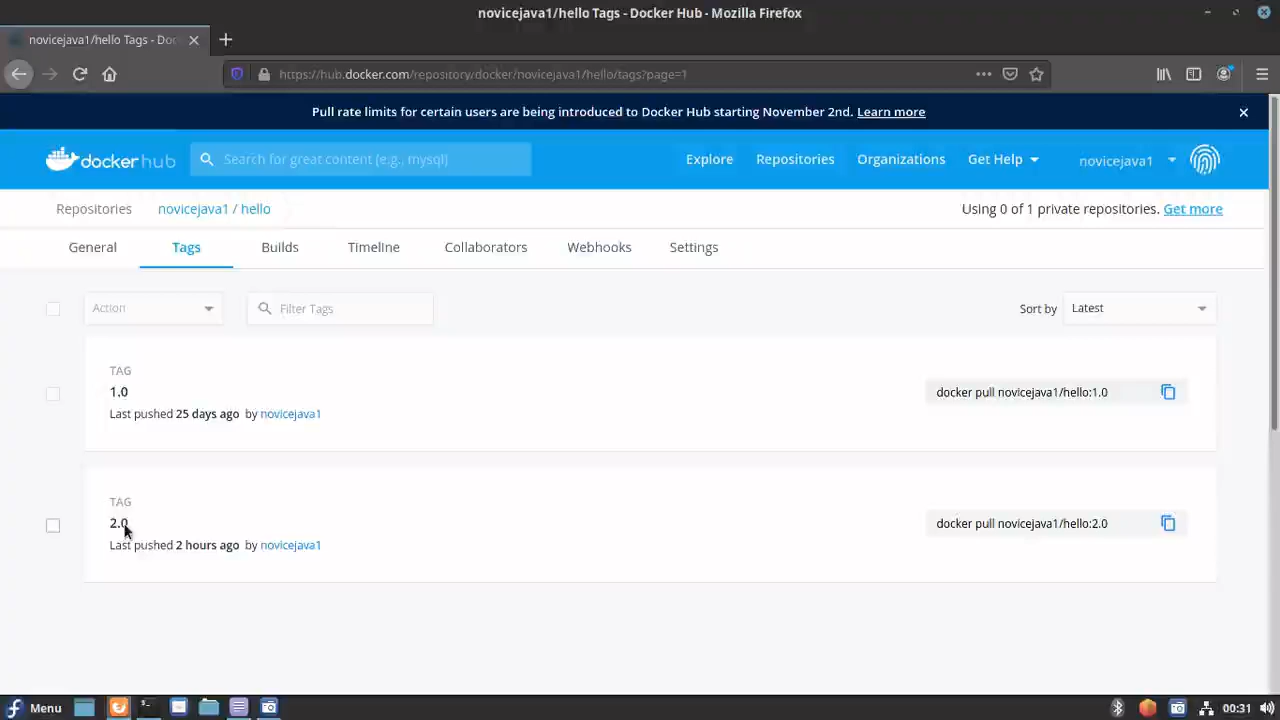 novicejava1/hello Tags - Docker Hub - Mozilla Firefox
novicejava1/hello Tags - Doc
https://hub.docker.com/repository/docker/novicejava1/hello/tags?page=1
Pull rate limits for certain users are being introduced to Docker Hub starting November 2nd. Learn more
dockerhub
Search for great content (e.g., mysql)
Explore
Repositories
Organizations
Get Help
novicejava1
Repositories
novicejava1 / hello
Using 0 of 1 private repositories. Get more
General
Tags
Builds
Timeline
Collaborators
Webhooks
Settings
Action
Filter Tags
Sort by
Latest
TAG
1.0
Last pushed 25 days ago by novicejava1
docker pull novicejava1/hello:1.0
TAG
2.0
Last pushed 2 hours ago by novicejava1
docker pull novicejava1/hello:2.0
Menu
00:31